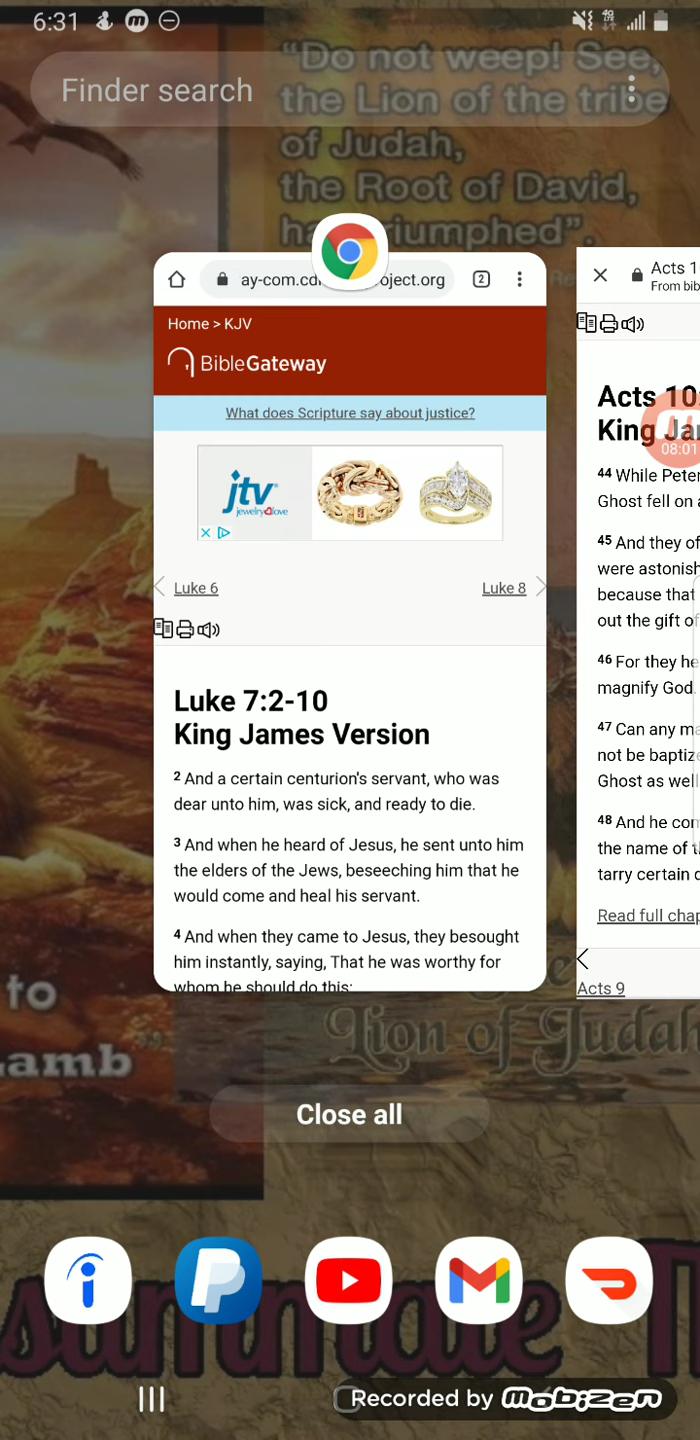 6:31
4G
Finder search
“Do not weep! See,
the Lion of the tribe
of Judah,
the Root of David,
triumphed”.
ay-com.cd
oject.org
2
Home > KJV
BibleGateway
What does Scripture say about justice?
jtv
jewelry love
Luke 6
Luke 8
Luke 7:2-10
King James Version
2 And a certain centurion's servant, who was
dear unto him, was sick, and ready to die.
3 And when he heard of Jesus, he sent unto him
the elders of the Jews, beseeching him that he
would come and heal his servant.
4 And when they came to Jesus, they besought
him instantly, saying, That he was worthy for
whom he should do this:
Acts 1
From bib
Acts 10
King Ja
08:01
44 While Peter
Ghost fell on a
45 And they of
were astonish
because that
out the gift of
46 For they he
magnify God.
47 Can any ma
not be baptize
Ghost as well
48 And he com
the name of t
tarry certain d
Read full chap
Acts 9
to
Lamb”
Lion of Judah
Close all
Recorded by mobizen